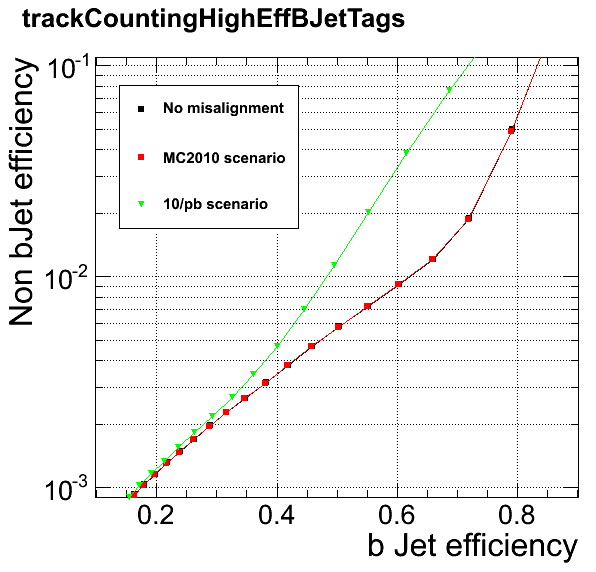 trackCountingHighEffBJetTags
Non bJet efficiency
10⁻¹
10⁻²
10⁻³
No misalignment
MC2010 scenario
10/pb scenario
0.2 0.4 0.6 0.8
b Jet efficiency